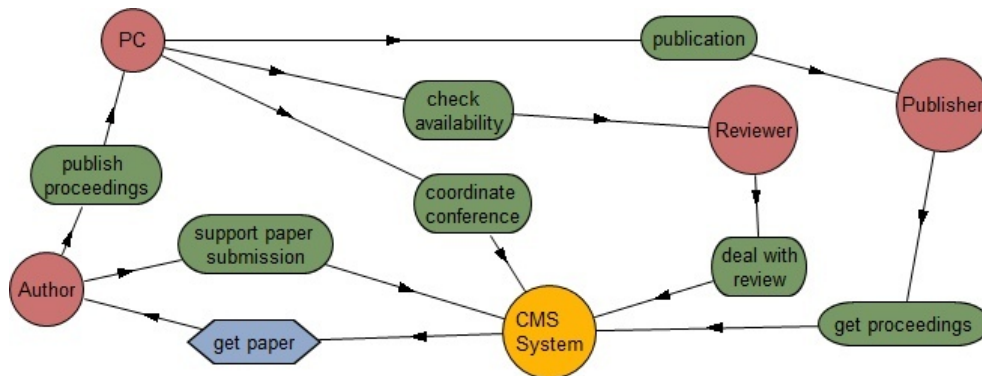 PC
publication
Publisher
check
availability
Reviewer
publish
proceedings
coordinate
conference
support paper
submission
deal with
review
Author
CMS
System
get proceedings
get paper